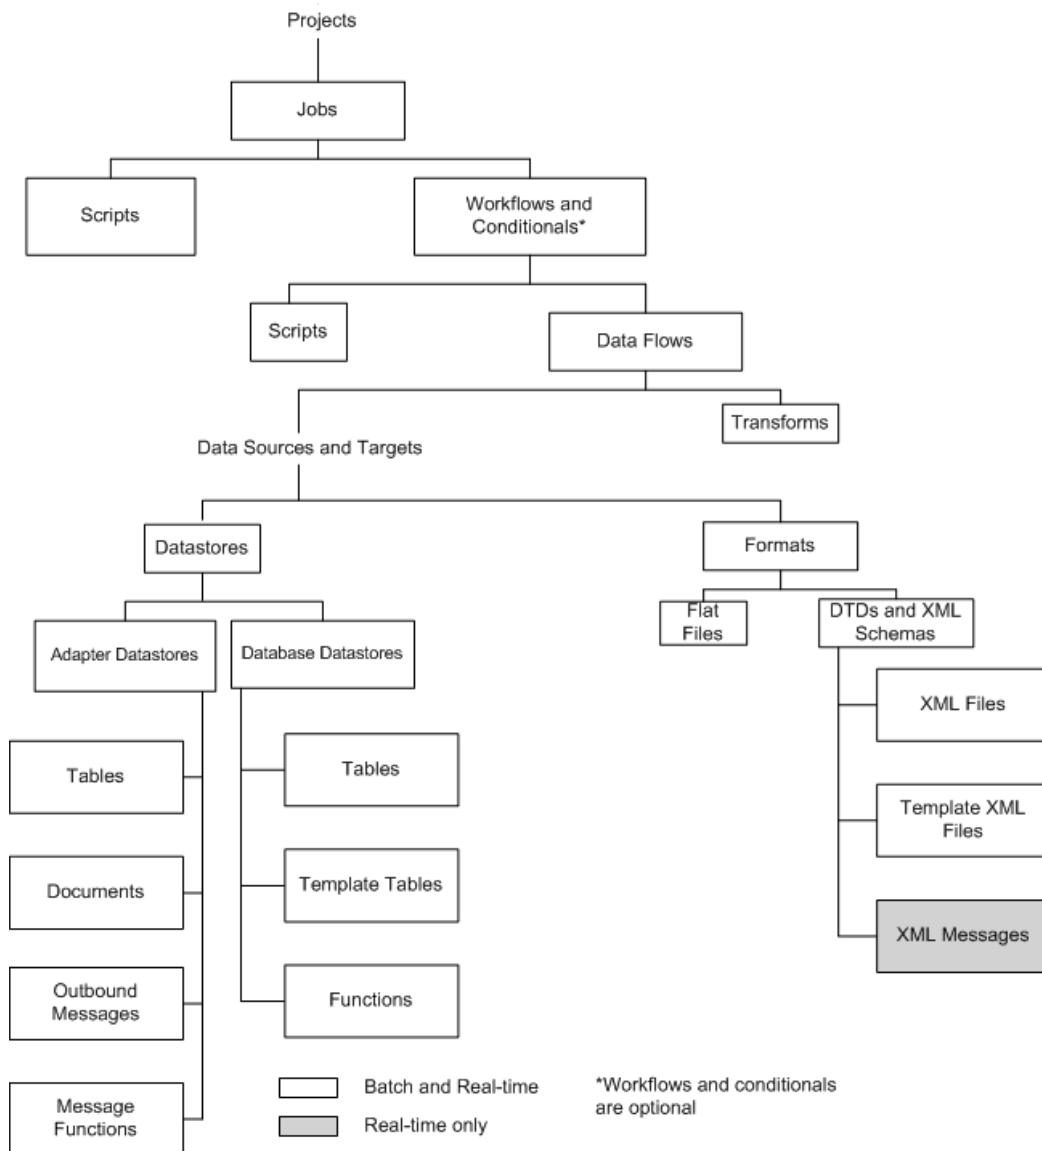 Projects
Jobs
Scripts
Workflows and
Conditionals*
Scripts
Data Flows
Transforms
Data Sources and Targets
Datastores
Formats
Flat
Files
DTDs and XML
Schemas
Adapter Datastores
Database Datastores
XML Files
Tables
Tables
Template XML
Files
Documents
Template Tables
XML Messages
Outbound
Messages
Functions
Message
Functions
Batch and Real-time
Real-time only
*Workflows and conditionals
are optional